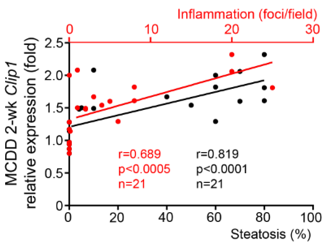 Inflammation (foci/field)
0 10 20 30
MCDD 2-wk Clip1
relative expression (fold)
2.5
2.0
1.5
1.0
0.5
0
r=0.689 r=0.819
p<0.0005 p<0.0001
n=21 n=21
0 20 40 60 80 100
Steatosis (%)